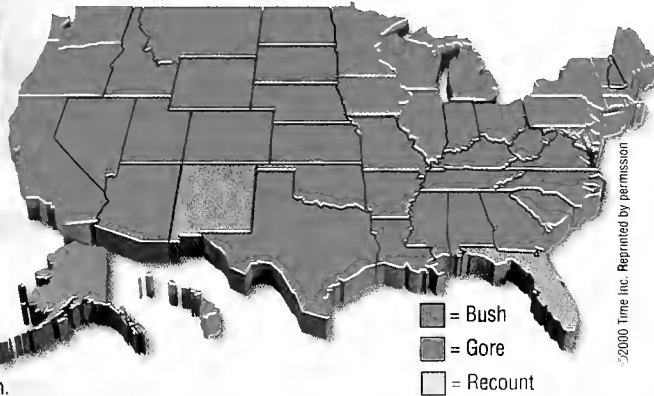 = Bush
= Gore
= Recount
©2000 Time Inc. Reprinted by permission
n.